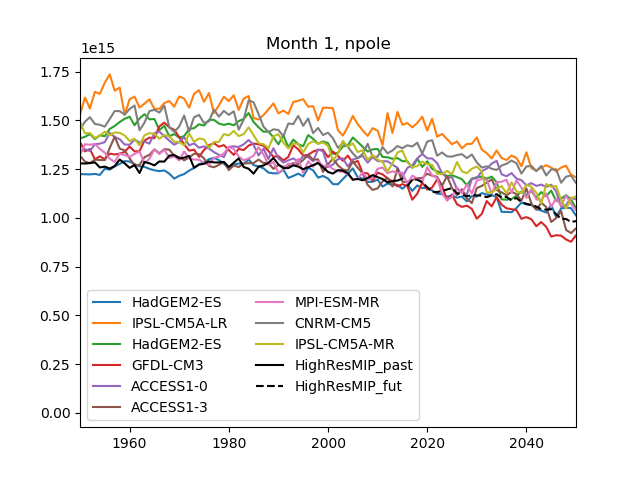 Month 1, npole
1e15
1.75
1.50
1.25
1.00
0.75
0.50
0.25
0.00
HadGEM2-ES
IPSL-CM5A-LR
HadGEM2-ES
GFDL-CM3
ACCESS1-0
ACCESS1-3
MPI-ESM-MR
CNRM-CM5
IPSL-CM5A-MR
HighResMIP_past
HighResMIP_fut
1960 1980 2000 2020 2040